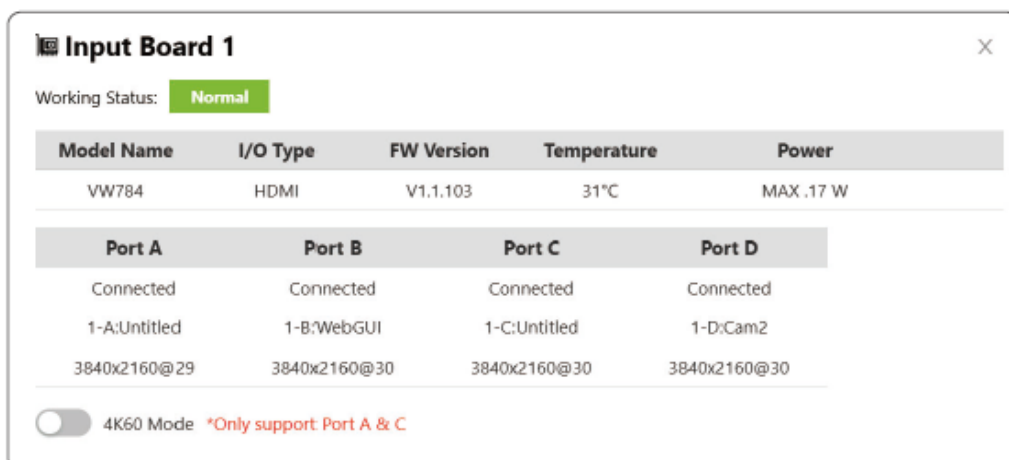 Input Board 1
Working Status: Normal
Model Name I/O Type FW Version Temperature Power
VW784 HDMI V1.1.103 31°C MAX .17 W
Port A Port B Port C Port D
Connected Connected Connected Connected
1-A:Untitled 1-B:'WebGUI 1-C:Untitled 1-D:Cam2
3840x2160@29 3840x2160@30 3840x2160@30 3840x2160@30
4K60 Mode *Only support Port A & C